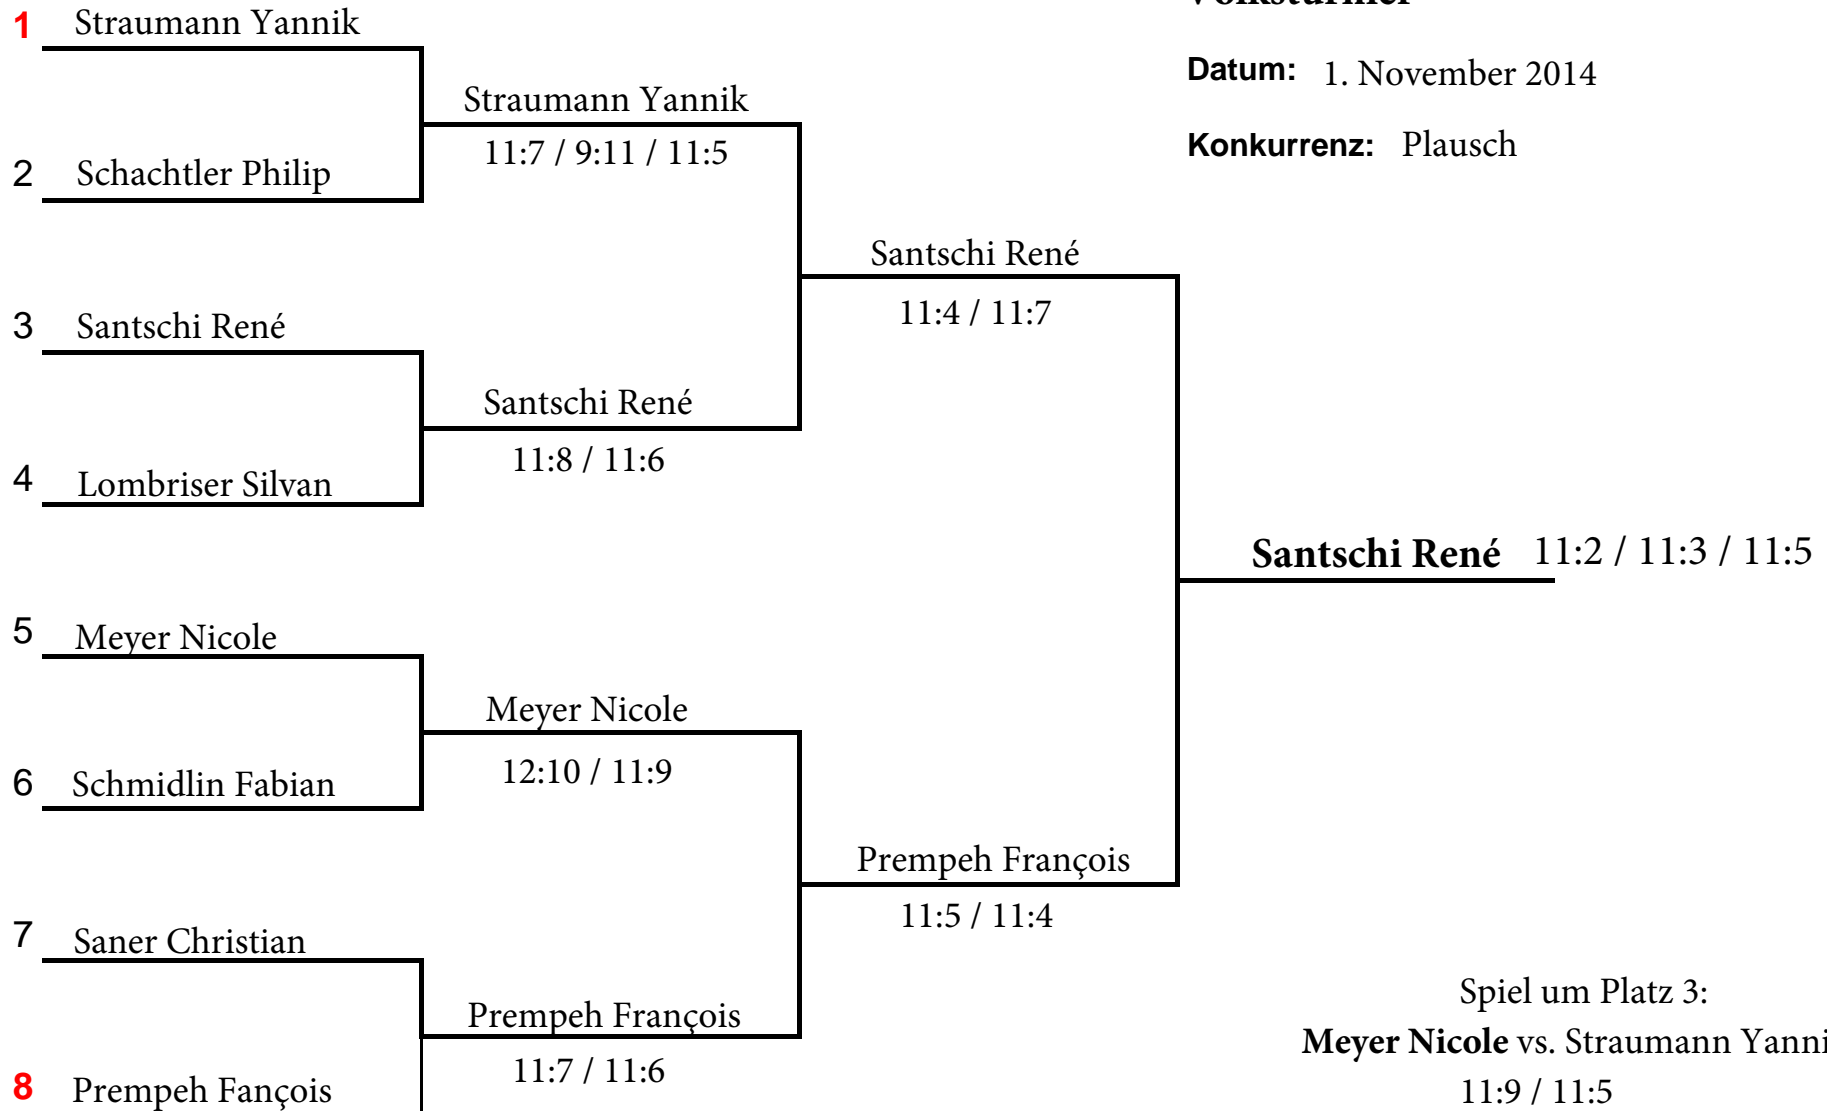 1 Straumann Yannik
2 Schachtler Philip
3 Santschi René
4 Lombriser Silvan
5 Meyer Nicole
6 Schmidlin Fabian
7 Saner Christian
8 Prempeh Fançois
Straumann Yannik
11:7 / 9:11 / 11:5
Santschi René
11:8 / 11:6
Meyer Nicole
12:10 / 11:9
Prempeh François
11:7 / 11:6
Santschi René
11:4 / 11:7
Prempeh François
11:5 / 11:4
Datum: 1. November 2014
Konkurrenz: Plausch
Santschi René 11:2 / 11:3 / 11:5
Spiel um Platz 3:
Meyer Nicole vs. Straumann Yanni
11:9 / 11:5